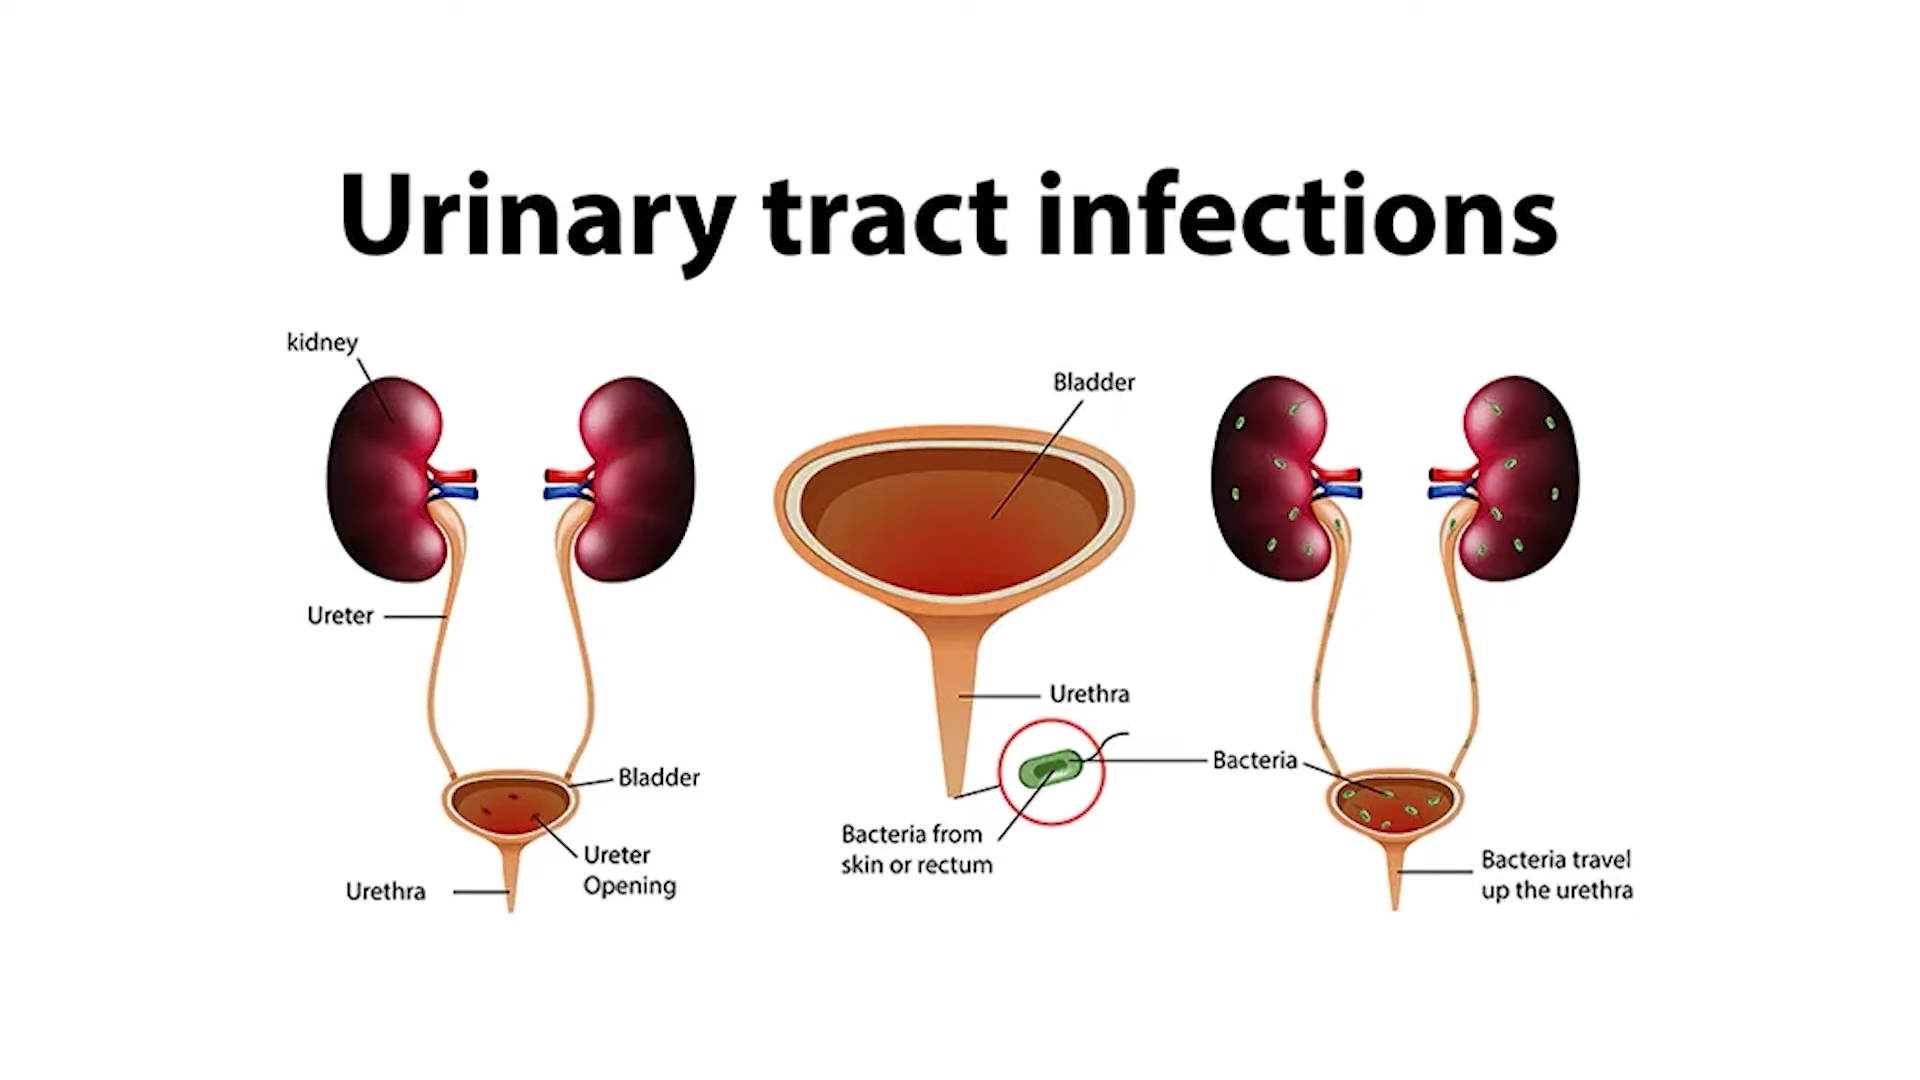 Urinary tract infections
kidney
Ureter
Bladder
Ureter
Opening
Urethra
Bladder
Urethra
Bacteria from
skin or rectum
Bacteria
Bacteria travel
up the urethra